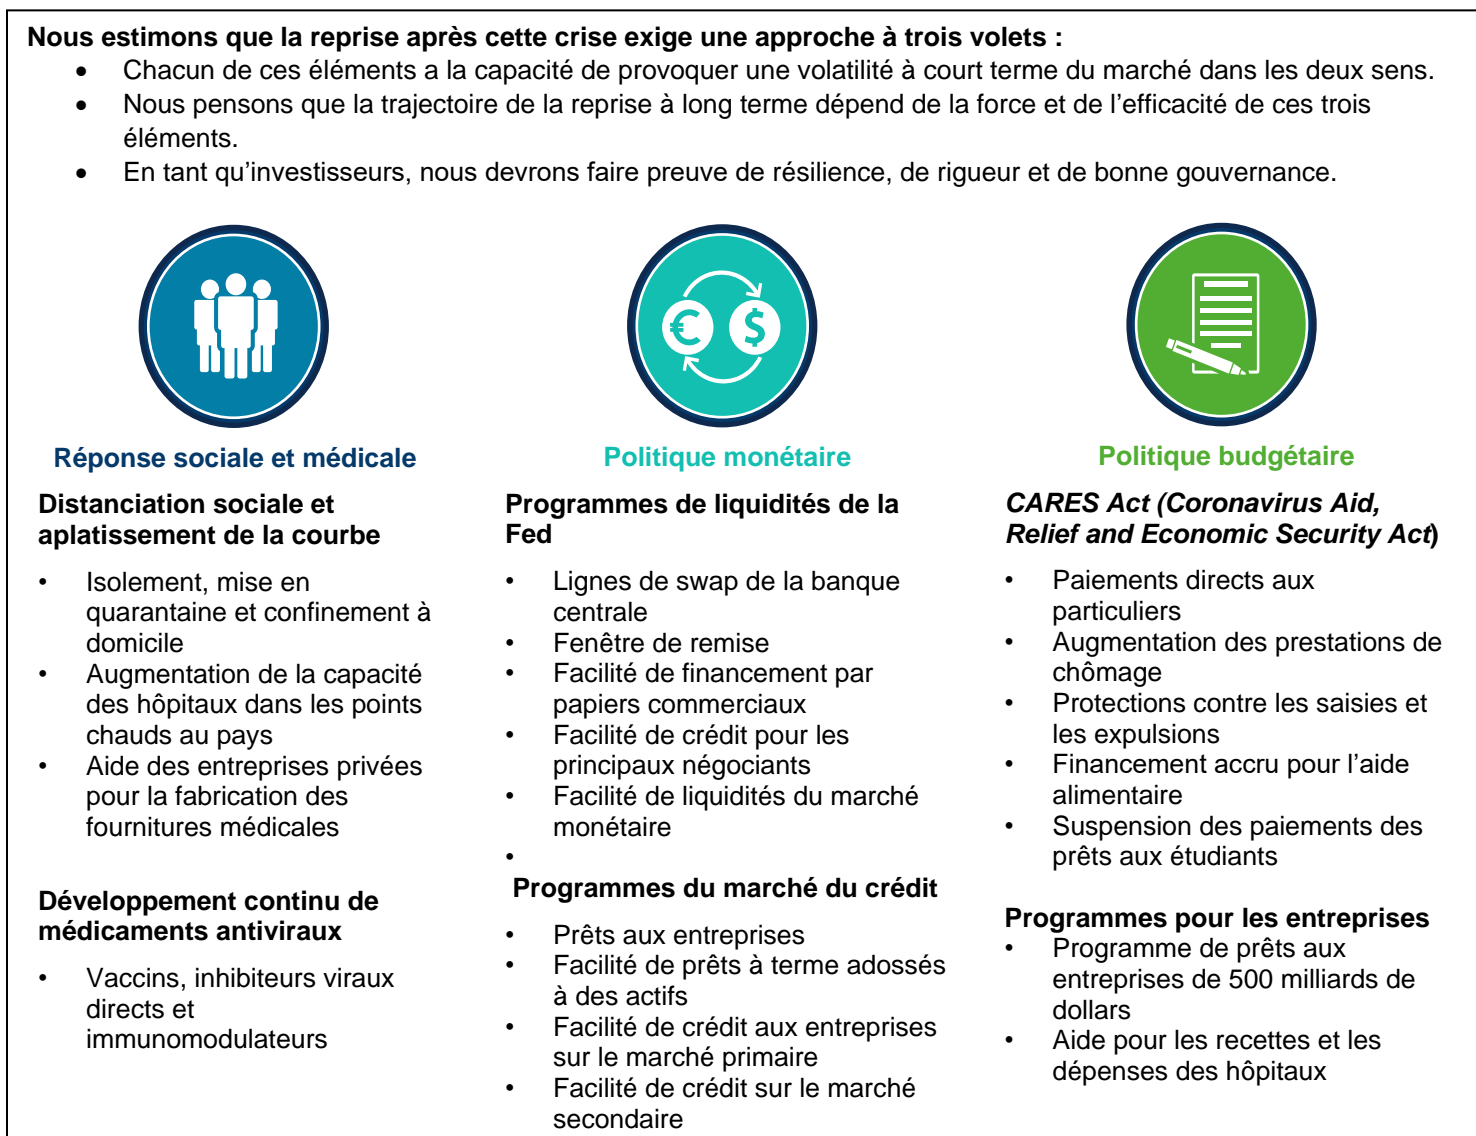 Nous estimons que la reprise après cette crise exige une approche à trois volets :
• Chacun de ces éléments a la capacité de provoquer une volatilité à court terme du marché dans les deux sens.
• Nous pensons que la trajectoire de la reprise à long terme dépend de la force et de l’efficacité de ces trois
éléments.
• En tant qu’investisseurs, nous devrons faire preuve de résilience, de rigueur et de bonne gouvernance.
€ $
Réponse sociale et médicale
Distanciation sociale et
aplatissement de la courbe
• Isolement, mise en
quarantaine et confinement à
domicile
• Augmentation de la capacité
des hôpitaux dans les points
chauds au pays
• Aide des entreprises privées
pour la fabrication des
fournitures médicales
Développement continu de
médicaments antiviraux
• Vaccins, inhibiteurs viraux
directs et
immunomodulateurs
Politique monétaire
Programmes de liquidités de la
Fed
• Lignes de swap de la banque
centrale
• Fenêtre de remise
• Facilité de financement par
papiers commerciaux
• Facilité de crédit pour les
principaux négociants
• Facilité de liquidités du marché
monétaire
•
Programmes du marché du crédit
• Prêts aux entreprises
• Facilité de prêts à terme adossés
à des actifs
• Facilité de crédit aux entreprises
sur le marché primaire
• Facilité de crédit sur le marché
secondaire
Politique budgétaire
CARES Act (Coronavirus Aid,
Relief and Economic Security Act)
• Paiements directs aux
particuliers
• Augmentation des prestations de
chômage
• Protections contre les saisies et
les expulsions
• Financement accru pour l’aide
alimentaire
• Suspension des paiements des
prêts aux étudiants
Programmes pour les entreprises
• Programme de prêts aux
entreprises de 500 milliards de
dollars
• Aide pour les recettes et les
dépenses des hôpitaux